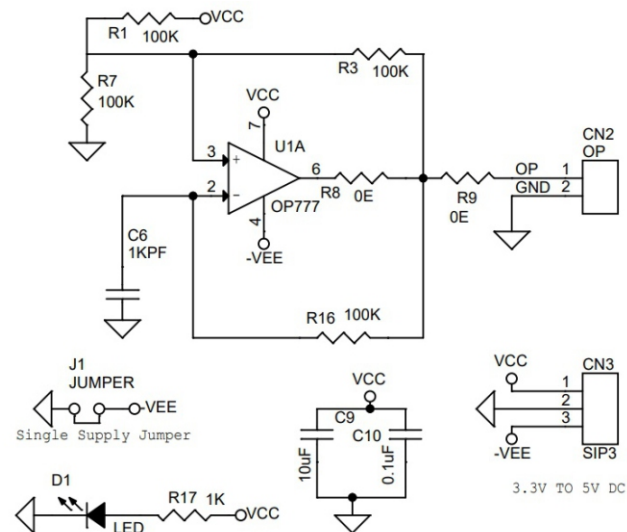 R1 100K VCC
R7
100K
R3 100K
VCC
7
U1A
3 +
2 −
6
OP777
4
-VEE
R8 0E
R9
0E
CN2
OP
OP 1
GND 2
C6
1KPF
R16 100K
J1
JUMPER
-VEE
Single Supply Jumper
D1
LED
R17 1K VCC
VCC
C9
10uF
C10
0.1uF
VCC
CN3
1
2
3
-VEE
SIP3
3.3V TO 5V DC